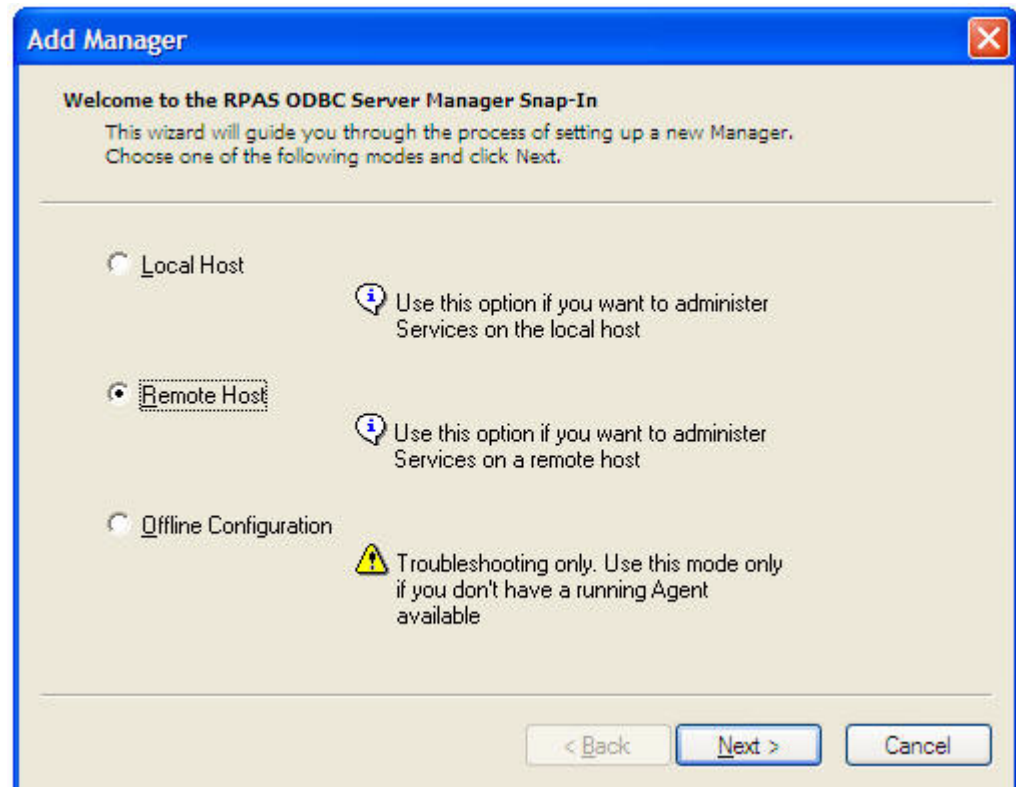 Add Manager
Welcome to the RPAS ODBC Server Manager Snap-In
This wizard will guide you through the process of setting up a new Manager.
Choose one of the following modes and click Next.
Local Host
Use this option if you want to administer
Services on the local host
Remote Host
Use this option if you want to administer
Services on a remote host
Offline Configuration
Troubleshooting only. Use this mode only
if you don't have a running Agent
available
< Back
Next >
Cancel